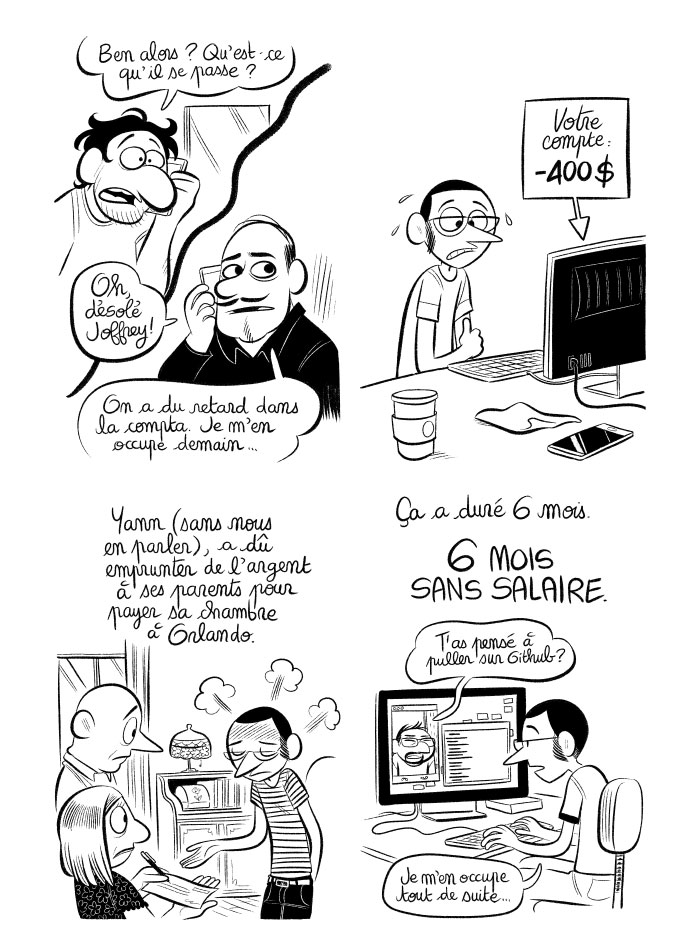 Ben alors ? Qu'est-ce
qu'il se passe ?
Oh,
désolé
Joffrey!
On a du retard dans
la compta. Je m'en
occupe demain...
Votre
compte:
-400$
Yann (sans nous
en parler), a dû
emprunter de l'argent
à ses parents pour
payer sa chambre
à Orlando.
Ça a duré 6 mois.
6 MOIS
SANS SALAIRE.
T'as pensé à
puller sur Github?
Je m'en occupe
tout de suite...